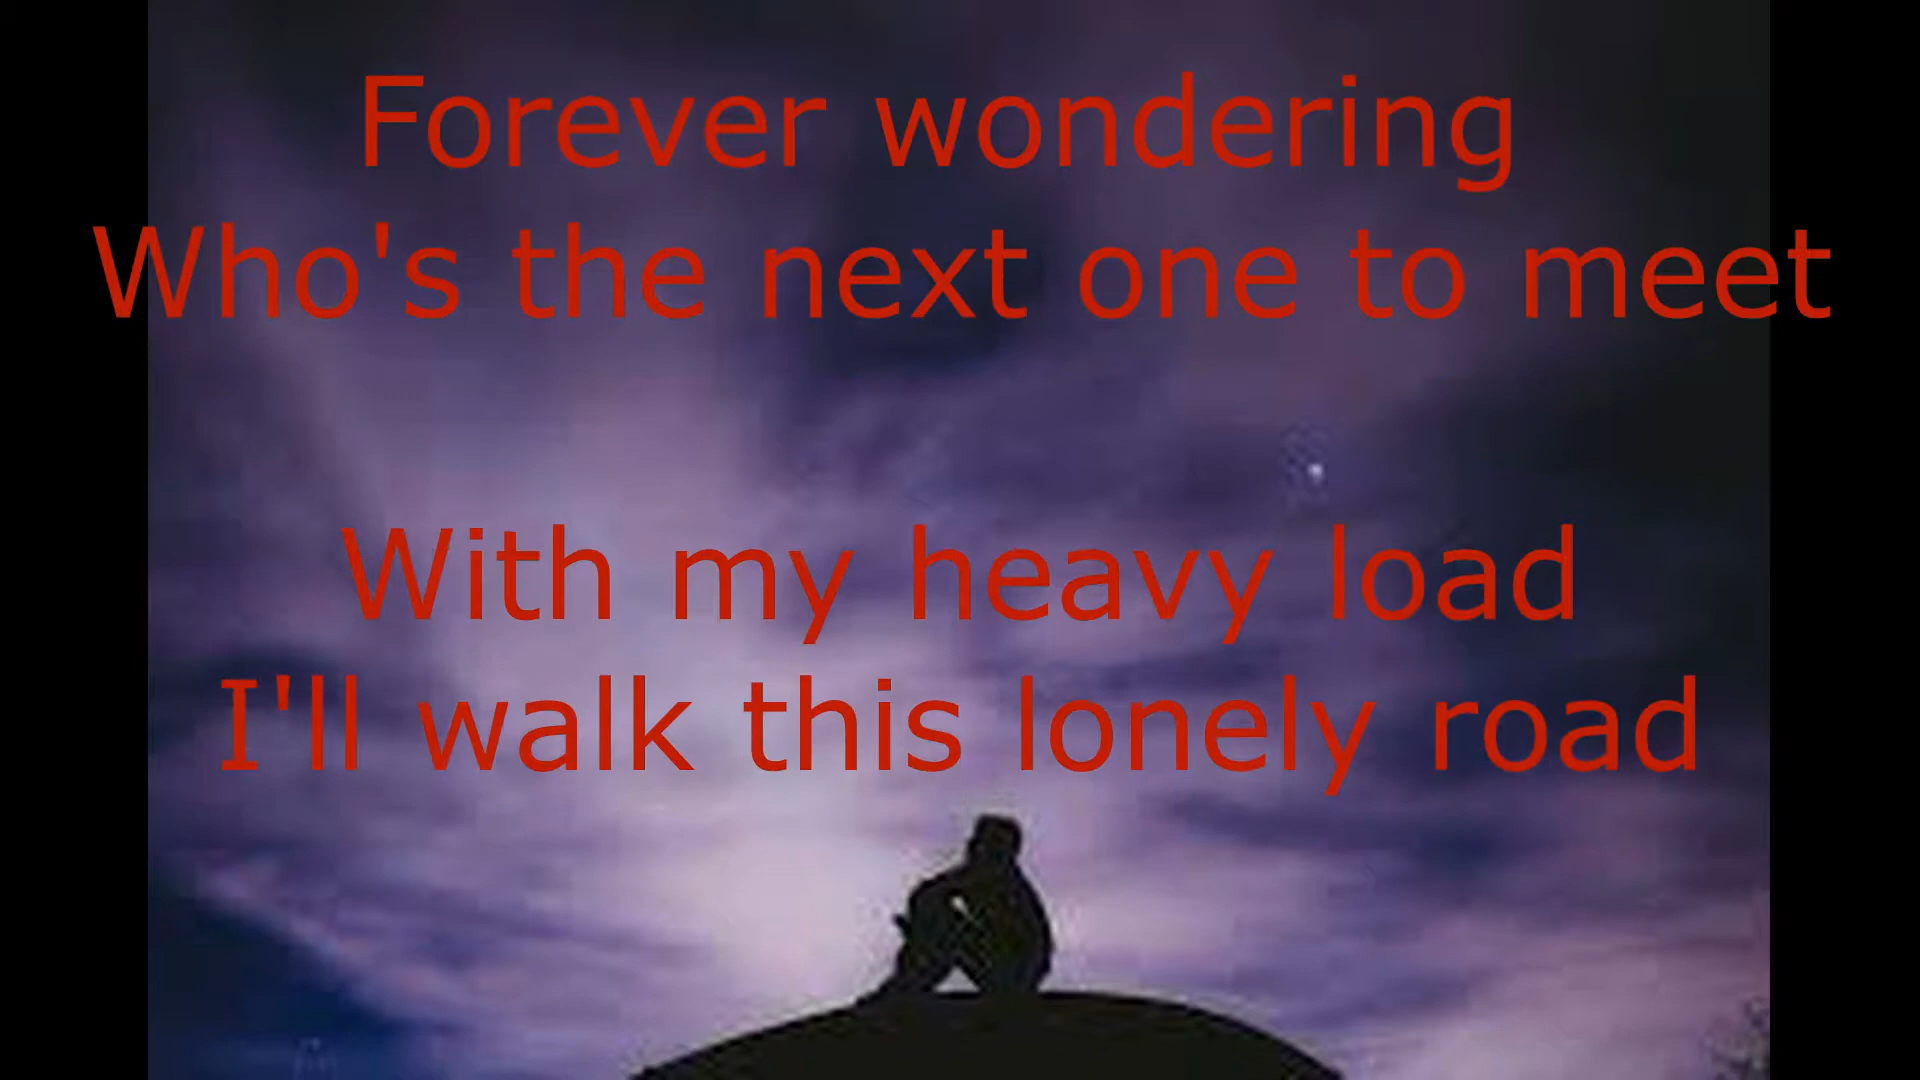 Forever wondering
Who's the next one to meet
With my heavy load
I'll walk this lonely road